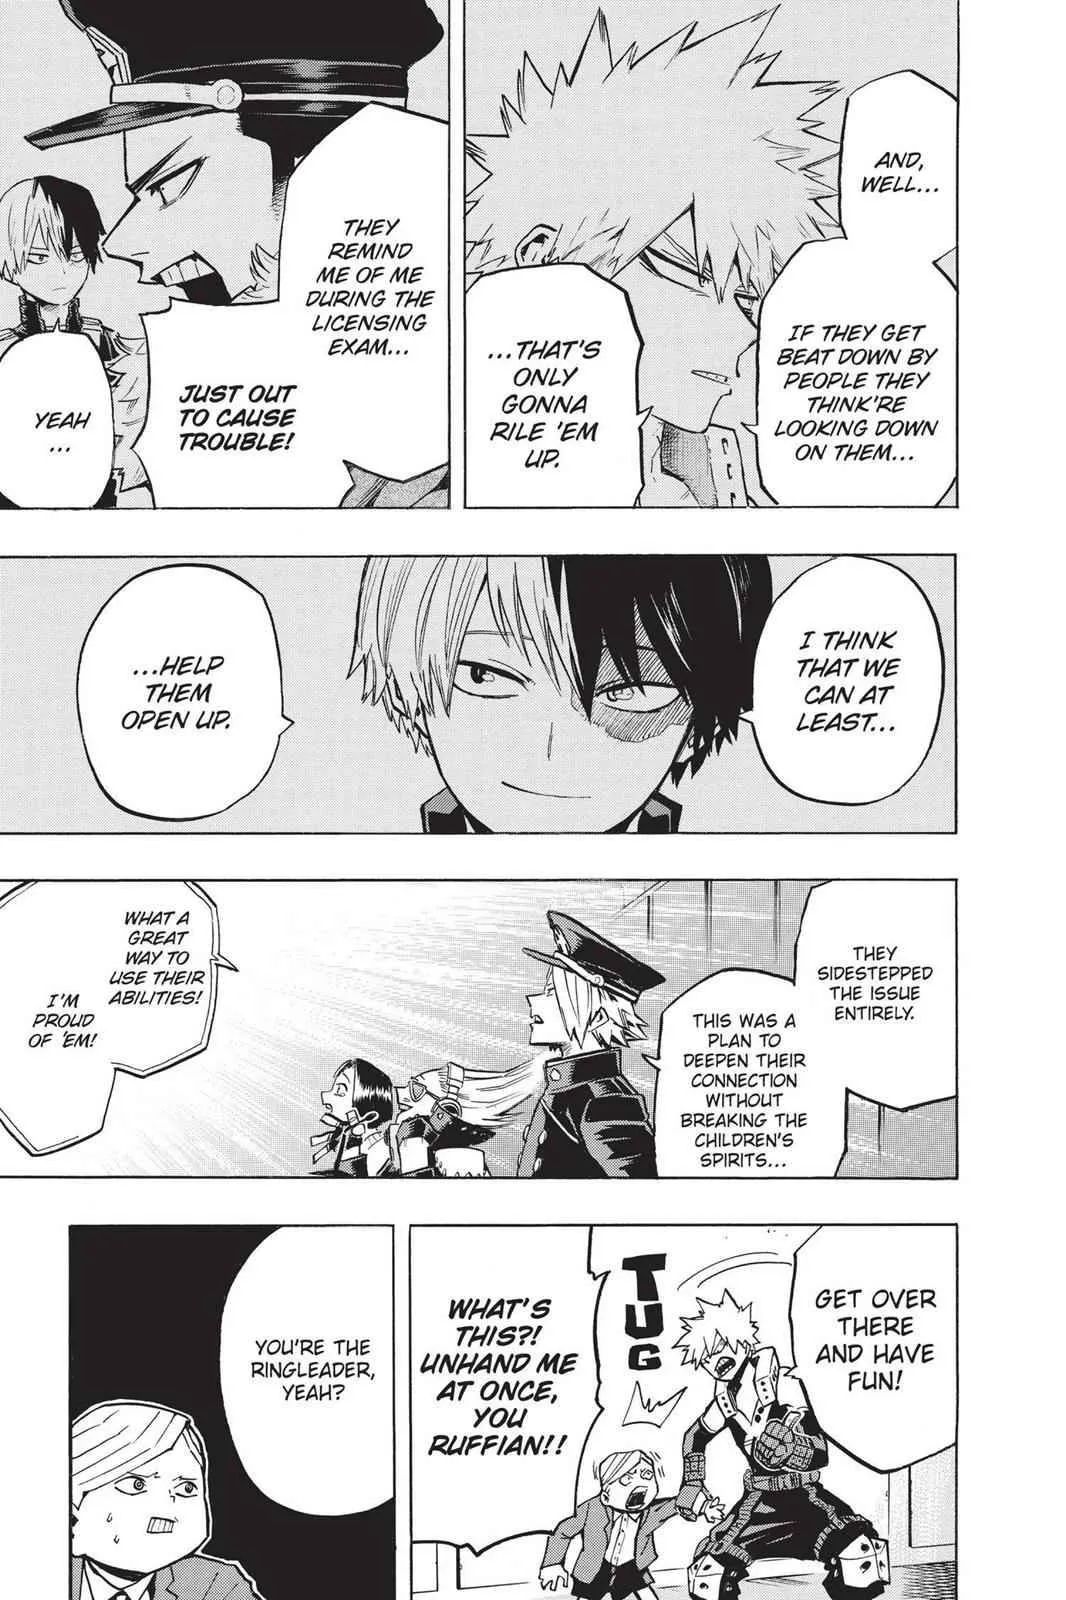 AND,
WELL...
IF THEY GET
BEAT DOWN BY
PEOPLE THEY
THINK'RE
LOOKING DOWN
ON THEM...
...THAT'S
ONLY
GONNA
RILE 'EM
UP.
THEY
REMIND
ME OF ME
DURING THE
LICENSING
EXAM...
JUST OUT
TO CAUSE
TROUBLE!
YEAH
...
I THINK
THAT WE
CAN AT
LEAST...
...HELP
THEM
OPEN UP.
THEY
SIDESTEPPED
THE ISSUE
ENTIRELY.
THIS WAS A
PLAN TO
DEEPEN THEIR
CONNECTION
WITHOUT
BREAKING THE
CHILDREN'S
SPIRITS...
WHAT A
GREAT
WAY TO
USE THEIR
ABILITIES!
I'M
PROUD
OF 'EM!
GET OVER
THERE
AND HAVE
FUN!
TUG
WHAT'S
THIS?!
UNHAND ME
AT ONCE,
YOU
RUFFIAN!!
YOU'RE THE
RINGLEADER,
YEAH?